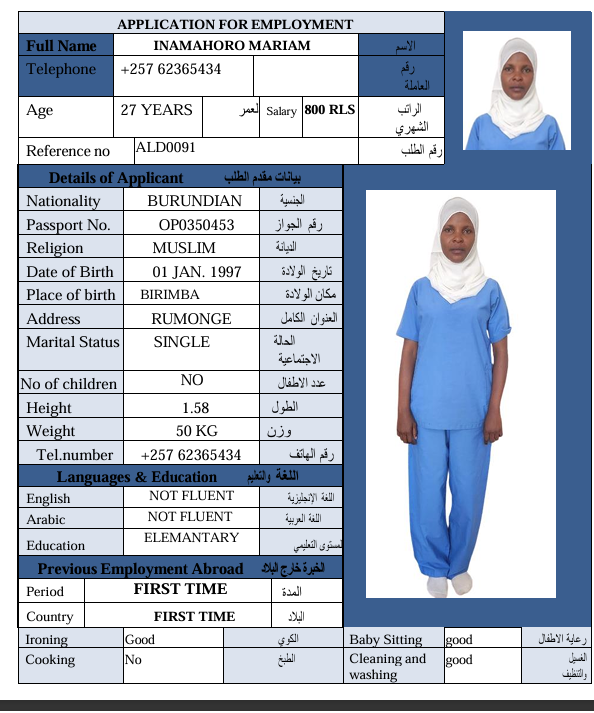 APPLICATION FOR EMPLOYMENT
Full Name INAMAHORO MARIAM الاسم
Telephone +257 62365434 رقم
العاملة
Age 27 YEARS لعمر Salary 800 RLS الراتب
الشهري
Reference no ALD0091 رقم الطلب
Details of Applicant بيانات مقدم الطلب
Nationality BURUNDIAN الجنسية
Passport No. OP0350453 رقم الجواز
Religion MUSLIM الديانة
Date of Birth 01 JAN. 1997 تاريخ الولادة
Place of birth BIRIMBA مكان الولادة
Address RUMONGE العنوان الكامل
Marital Status SINGLE الحالة
الاجتماعية
No of children NO عدد الاطفال
Height 1.58 الطول
Weight 50 KG وزن
Tel.number +257 62365434 رقم الهاتف
Languages & Education اللغة والتعليم
English NOT FLUENT اللغة الإنجليزية
Arabic NOT FLUENT اللغة العربية
Education ELEMANTARY لمستوى التعليمي
Previous Employment Abroad الخبرة خارج البلاد
Period FIRST TIME المدة
Country FIRST TIME البلاد
Ironing Good الكوي Baby Sitting good رعاية الاطفال
Cooking No الطبخ Cleaning and washing good الغسيل
والتنظيف